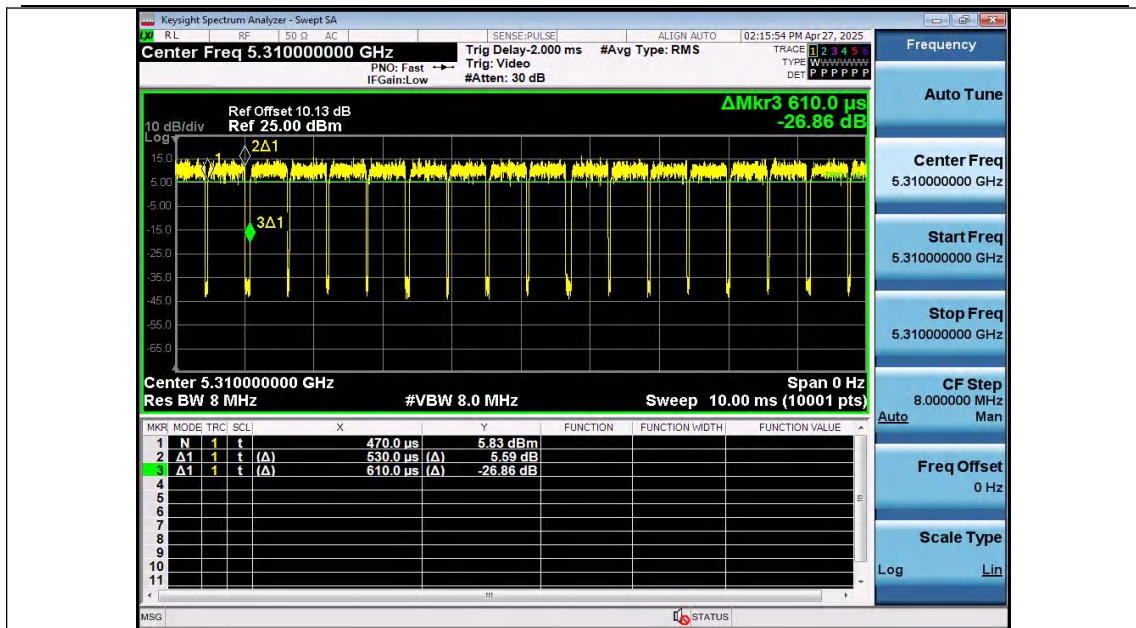 Keysight Spectrum Analyzer - Swept SA
LXI RL RF 50 Ω AC SENSE:PULSE ALIGN AUTO 02:15:54 PM Apr 27, 2025
Center Freq 5.310000000 GHz
PNO: Fast
IFGain:Low
Trig Delay-2.000 ms
Trig: Video
#Atten: 30 dB
#Avg Type: RMS
TRACE 1 2 3 4 5 6
TYPE WWWWWW
DET P P P P P P
Ref Offset 10.13 dB
Ref 25.00 dBm
10 dB/div
Log
ΔMkr3 610.0 µs
-26.86 dB
15.0
5.00
-5.00
-15.0
-25.0
-35.0
-45.0
-55.0
-65.0
1
2Δ1
3Δ1
Center 5.310000000 GHz Span 0 Hz
Res BW 8 MHz #VBW 8.0 MHz Sweep 10.00 ms (10001 pts)
MKR MODE TRC SCL X Y FUNCTION FUNCTION WIDTH FUNCTION VALUE
1 N 1 t 470.0 µs 5.83 dBm
2 Δ1 1 t (Δ) 530.0 µs (Δ) 5.59 dB
3 Δ1 1 t (Δ) 610.0 µs (Δ) -26.86 dB
4
5
6
7
8
9
10
11
MSG STATUS
Frequency
Auto Tune
Center Freq
5.310000000 GHz
Start Freq
5.310000000 GHz
Stop Freq
5.310000000 GHz
CF Step
8.000000 MHz
Auto Man
Freq Offset
0 Hz
Scale Type
Log Lin